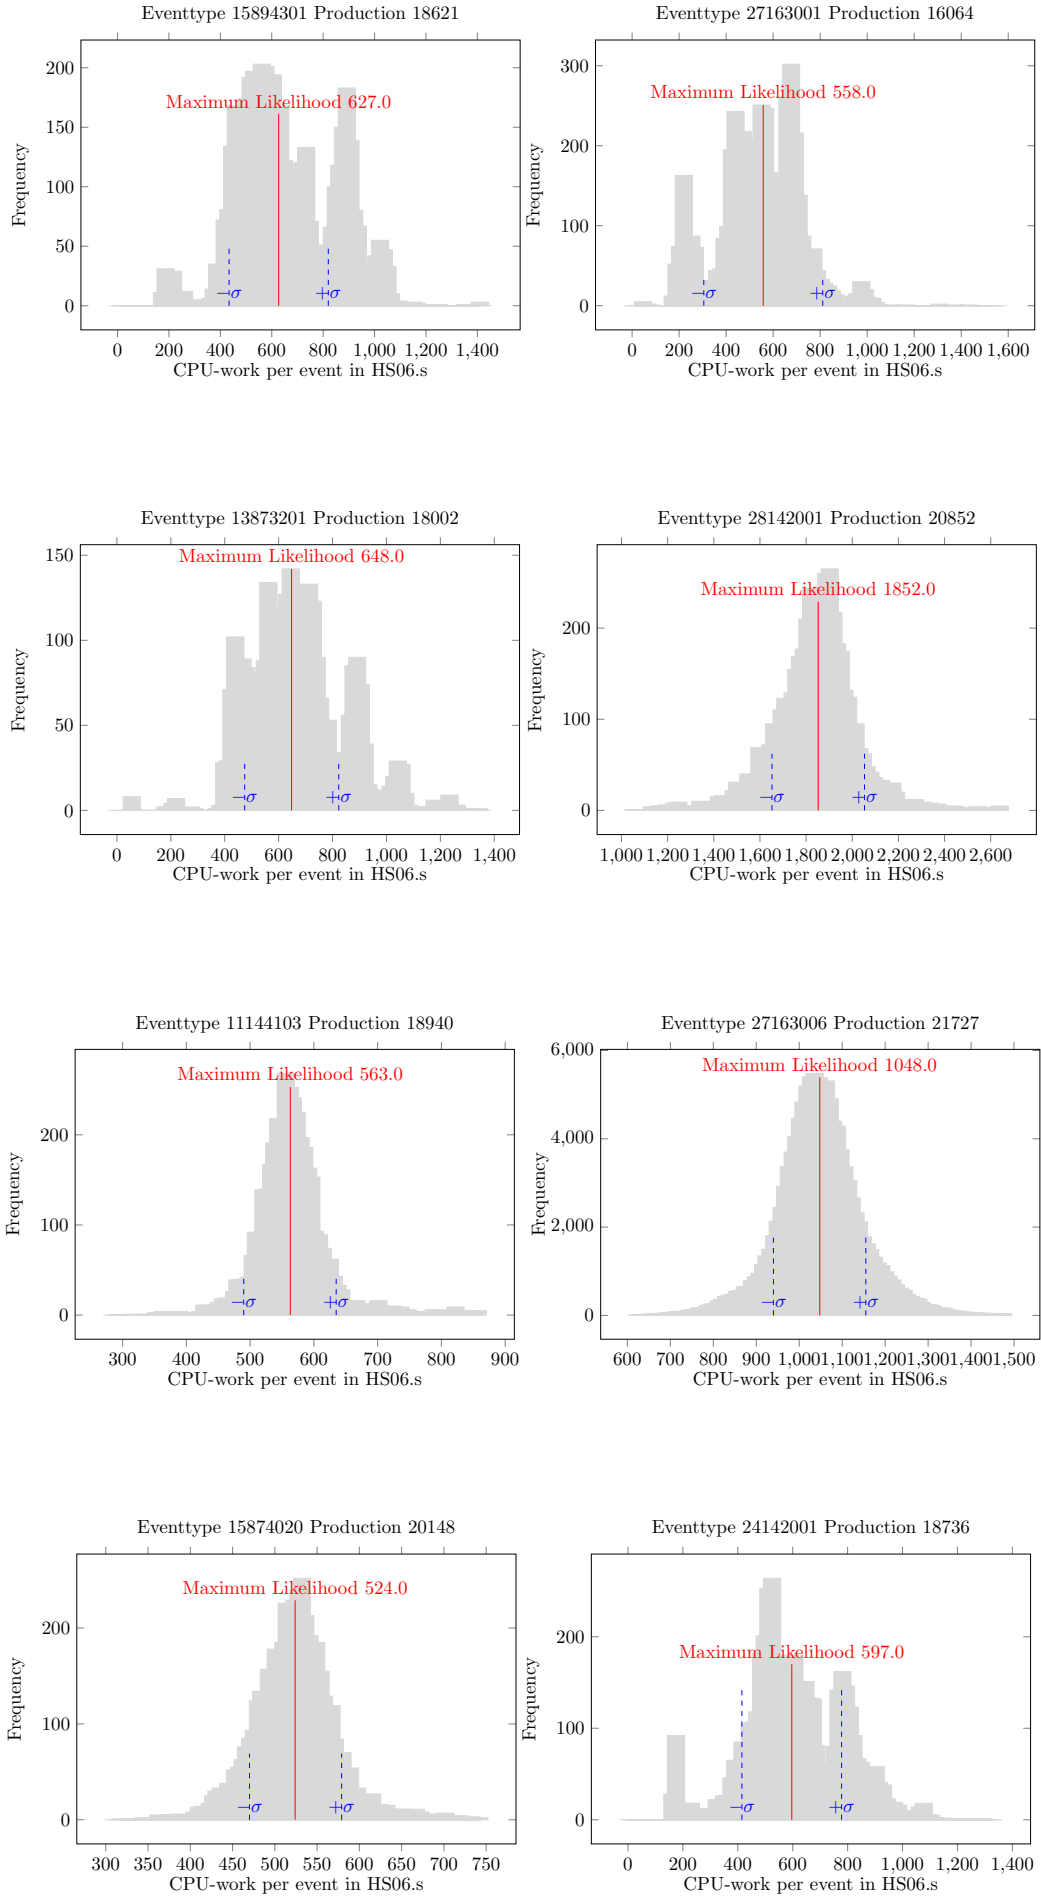 Eventtype 15894301 Production 18621
200
150
100
50
0
Frequency
Maximum Likelihood 627.0
−σ
+σ
0 200 400 600 800 1,000 1,200 1,400
CPU-work per event in HS06.s
Eventtype 27163001 Production 16064
300
200
100
0
Frequency
Maximum Likelihood 558.0
−σ
+σ
0 200 400 600 800 1,000 1,200 1,400 1,600
CPU-work per event in HS06.s
Eventtype 13873201 Production 18002
150
100
50
0
Frequency
Maximum Likelihood 648.0
−σ
+σ
0 200 400 600 800 1,000 1,200 1,400
CPU-work per event in HS06.s
Eventtype 28142001 Production 20852
200
100
0
Frequency
Maximum Likelihood 1852.0
−σ
+σ
1,000 1,200 1,400 1,600 1,800 2,000 2,200 2,400 2,600
CPU-work per event in HS06.s
Eventtype 11144103 Production 18940
200
100
0
Frequency
Maximum Likelihood 563.0
−σ
+σ
300 400 500 600 700 800 900
CPU-work per event in HS06.s
Eventtype 27163006 Production 21727
6,000
4,000
2,000
0
Frequency
Maximum Likelihood 1048.0
−σ
+σ
600 700 800 900 1,000 1,100 1,200 1,300 1,400 1,500
CPU-work per event in HS06.s
Eventtype 15874020 Production 20148
200
100
0
Frequency
Maximum Likelihood 524.0
−σ
+σ
300 350 400 450 500 550 600 650 700 750
CPU-work per event in HS06.s
Eventtype 24142001 Production 18736
200
100
0
Frequency
Maximum Likelihood 597.0
−σ
+σ
0 200 400 600 800 1,000 1,200 1,400
CPU-work per event in HS06.s